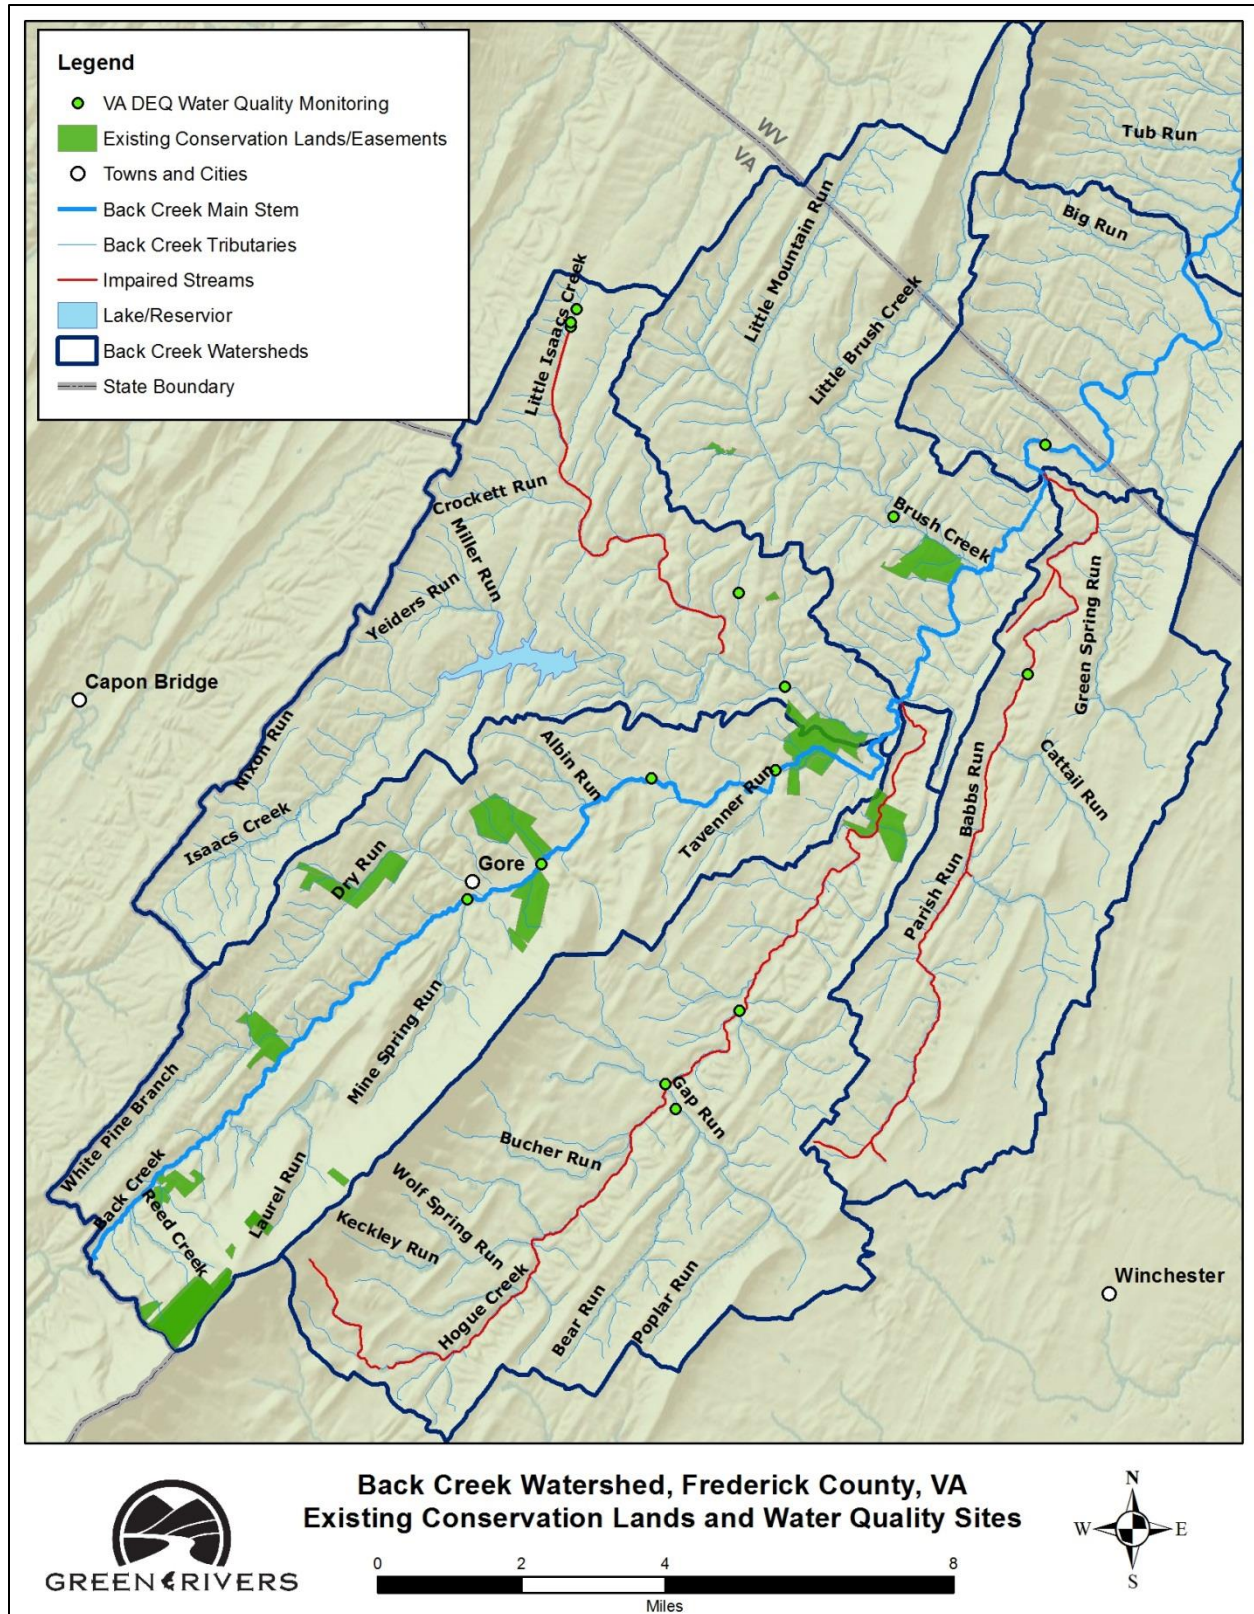 Legend
VA DEQ Water Quality Monitoring
Existing Conservation Lands/Easements
Towns and Cities
Back Creek Main Stem
Back Creek Tributaries
Impaired Streams
Lake/Reservior
Back Creek Watersheds
State Boundary
WV
VA
Tub Run
Big Run
Little Mountain Run
Little Brush Creek
Little Isaacs Creek
Crockett Run
Miller Run
Yeiders Run
Brush Creek
Green Spring Run
Capon Bridge
Nixon Run
Isaacs Creek
Albin Run
Tavenner Run
Babbs Run
Cattail Run
Parish Run
Dry Run
Gore
Mine Spring Run
White Pine Branch
Back Creek
Reed Creek
Laurel Run
Gap Run
Bucher Run
Wolf Spring Run
Keckley Run
Hogue Creek
Bear Run
Poplar Run
Winchester
GREEN RIVERS
Back Creek Watershed, Frederick County, VA
Existing Conservation Lands and Water Quality Sites
0 2 4 8
Miles
N
W E
S